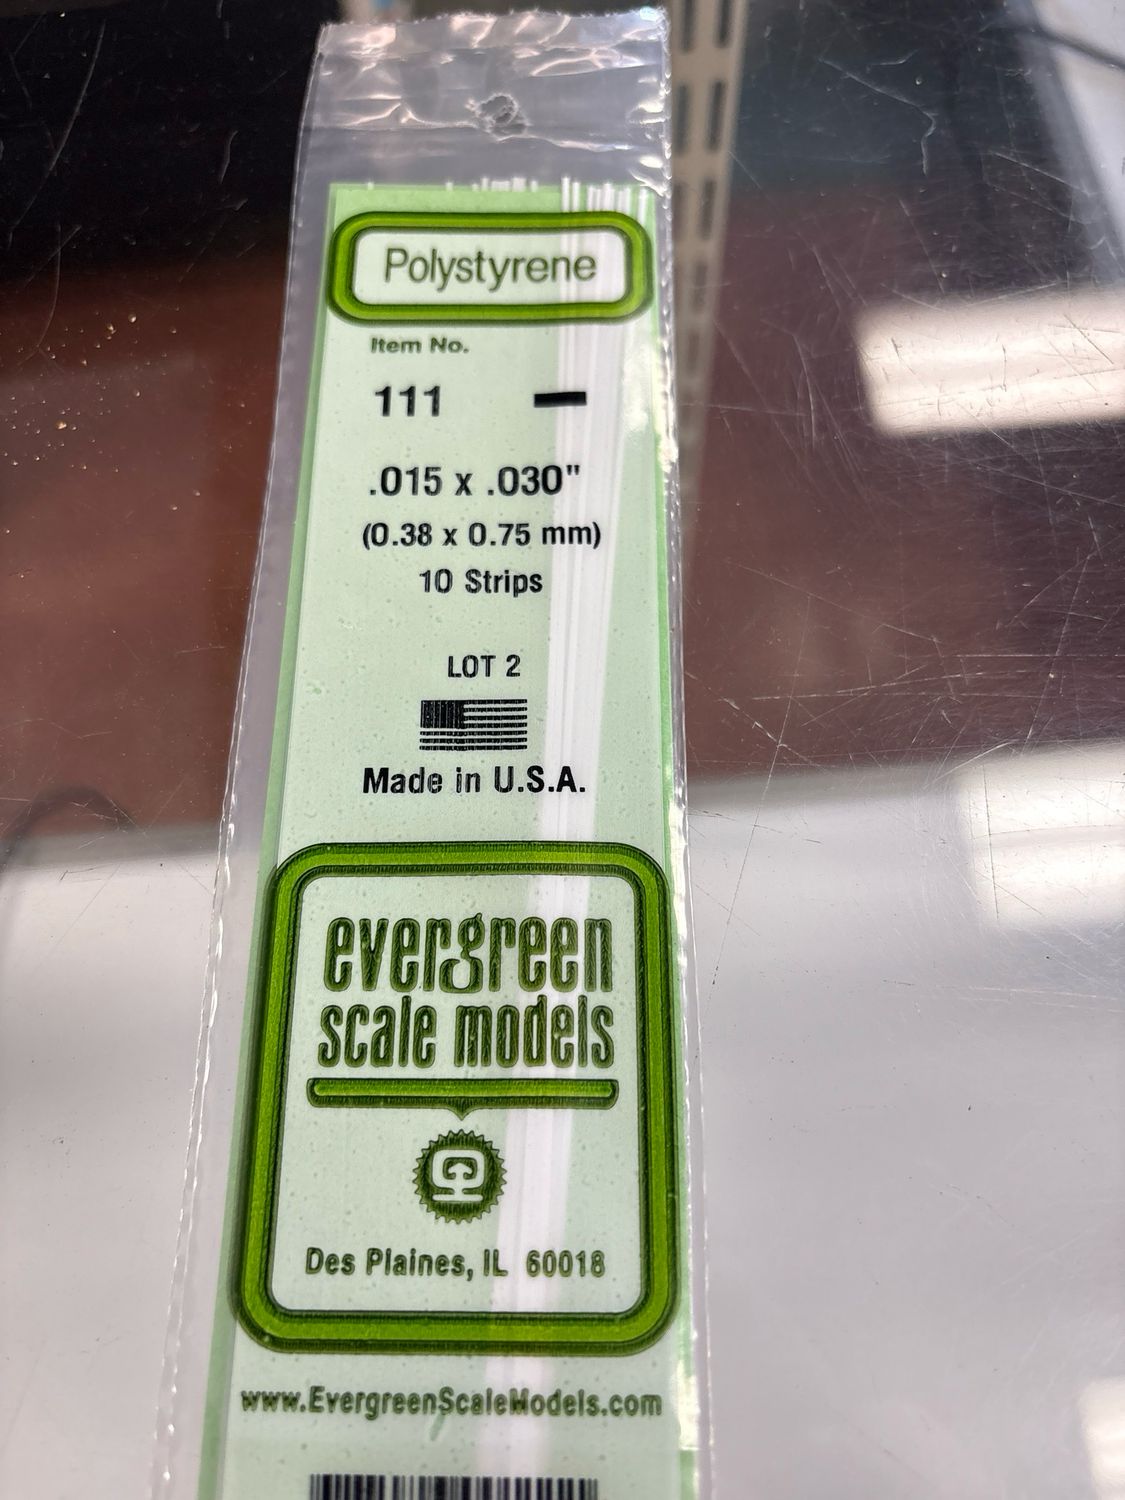 Polystyrene
Item No.
111
.015 x .030"
(0.38 x 0.75 mm)
10 Strips
LOT 2
Made in U.S.A.
evergreen
scale models
Des Plaines, IL 60018
www.EvergreenScaleModels.com